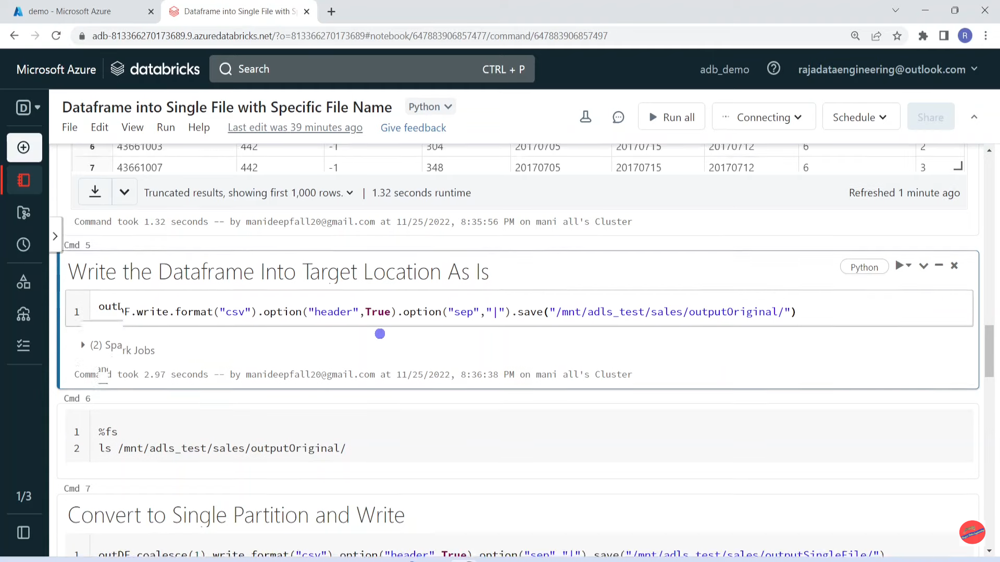 demo - Microsoft Azure
Dataframe into Single File with S
adb-813366270173689.9.azuredatabricks.net/?o=813366270173689#notebook/647883906857477/command/647883906857497
R
Microsoft Azure
databricks
Search
CTRL + P
adb_demo
rajadataengineering@outlook.com
D
Dataframe into Single File with Specific File Name
Python
File
Edit
View
Run
Help
Last edit was 39 minutes ago
Give feedback
Run all
Connecting
Schedule
Share
6 43661003 442 -1 304 20170705 20170715 20170712 6 2
7 43661007 442 -1 348 20170705 20170715 20170712 6 3
Truncated results, showing first 1,000 rows. | 1.32 seconds runtime
Refreshed 1 minute ago
Command took 1.32 seconds -- by manideepfall20@gmail.com at 11/25/2022, 8:35:56 PM on mani all's Cluster
Cmd 5
Write the Dataframe Into Target Location As Is
Python
1 outDF.write.format("csv").option("header",True).option("sep","|").save("/mnt/adls_test/sales/outputOriginal/")
(2) Spark Jobs
Command took 2.97 seconds -- by manideepfall20@gmail.com at 11/25/2022, 8:36:38 PM on mani all's Cluster
Cmd 6
1 %fs
2 ls /mnt/adls_test/sales/outputOriginal/
Cmd 7
1/3
Convert to Single Partition and Write
1 outDF.coalesce(1).write.format("csv").option("header",True).option("sep","|").save("/mnt/adls_test/sales/outputSingleFile/")